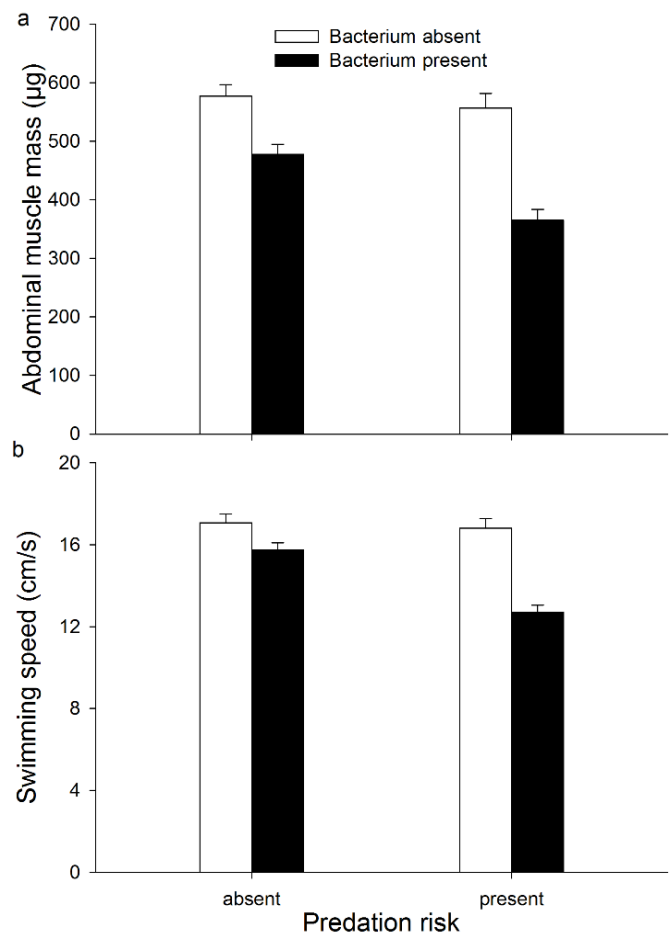 a
700
Bacterium absent
Bacterium present
600
500
400
300
200
100
0
Abdominal muscle mass (µg)
b
20
16
12
8
4
0
Swimming speed (cm/s)
absent present
Predation risk